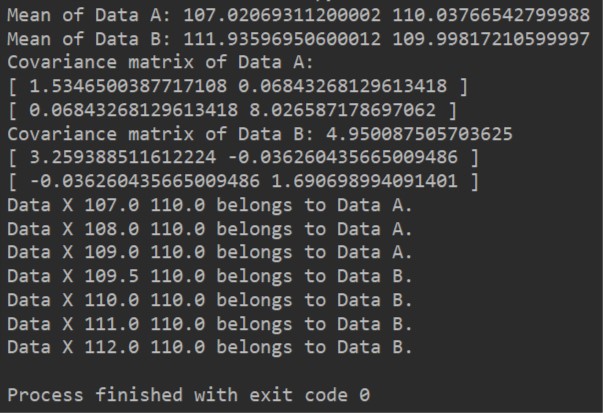 Mean of Data A: 107.02069311200002 110.03766542799988
Mean of Data B: 111.93596950600012 109.99817210599997
Covariance matrix of Data A:
[ 1.5346500387717108 0.06843268129613418 ]
[ 0.06843268129613418 8.026587178697062 ]
Covariance matrix of Data B: 4.950087505703625
[ 3.259388511612224 -0.036260435665009486 ]
[ -0.036260435665009486 1.690698994091401 ]
Data X 107.0 110.0 belongs to Data A.
Data X 108.0 110.0 belongs to Data A.
Data X 109.0 110.0 belongs to Data A.
Data X 109.5 110.0 belongs to Data B.
Data X 110.0 110.0 belongs to Data B.
Data X 111.0 110.0 belongs to Data B.
Data X 112.0 110.0 belongs to Data B.
Process finished with exit code 0